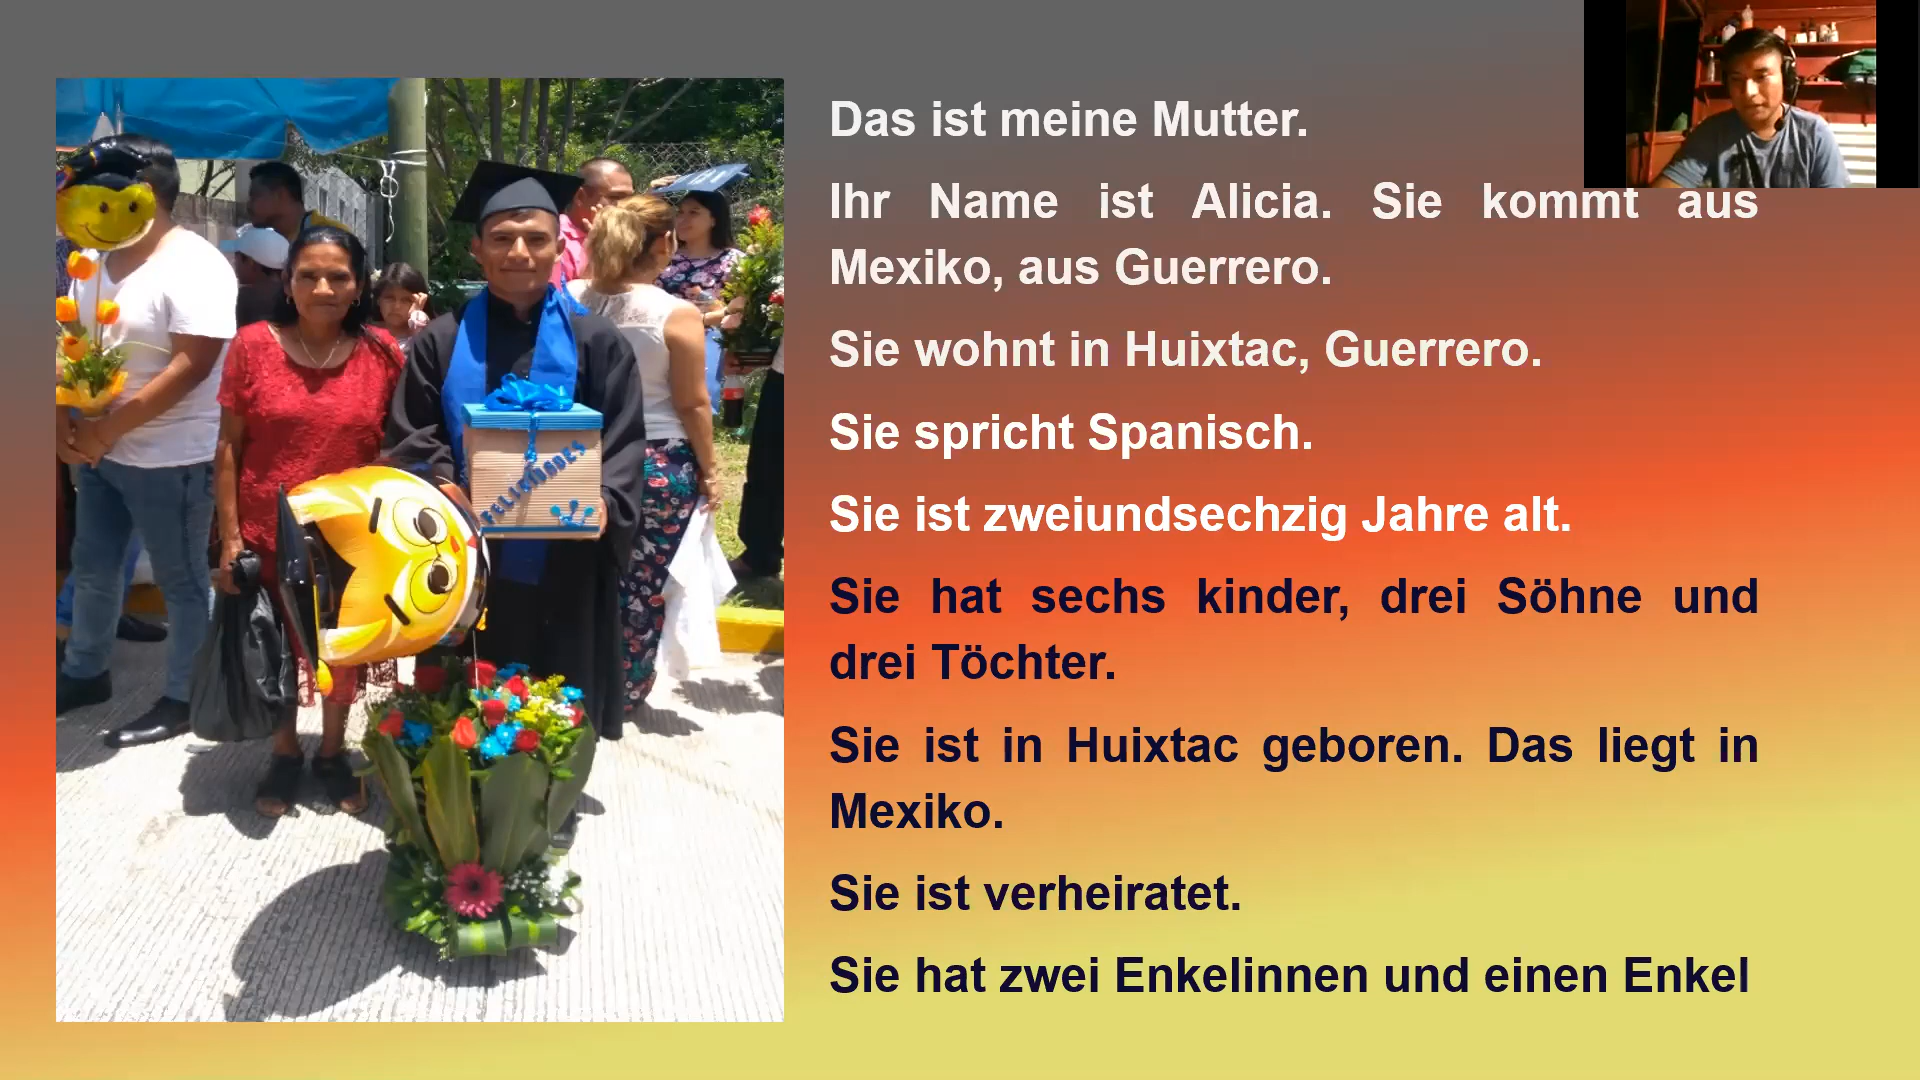 Das ist meine Mutter.
Ihr Name ist Alicia. Sie kommt aus
Mexiko, aus Guerrero.
Sie wohnt in Huixtac, Guerrero.
Sie spricht Spanisch.
Sie ist zweiundsechzig Jahre alt.
Sie hat sechs kinder, drei Söhne und
drei Töchter.
Sie ist in Huixtac geboren. Das liegt in
Mexiko.
Sie ist verheiratet.
Sie hat zwei Enkelinnen und einen Enkel
FELICIDADES